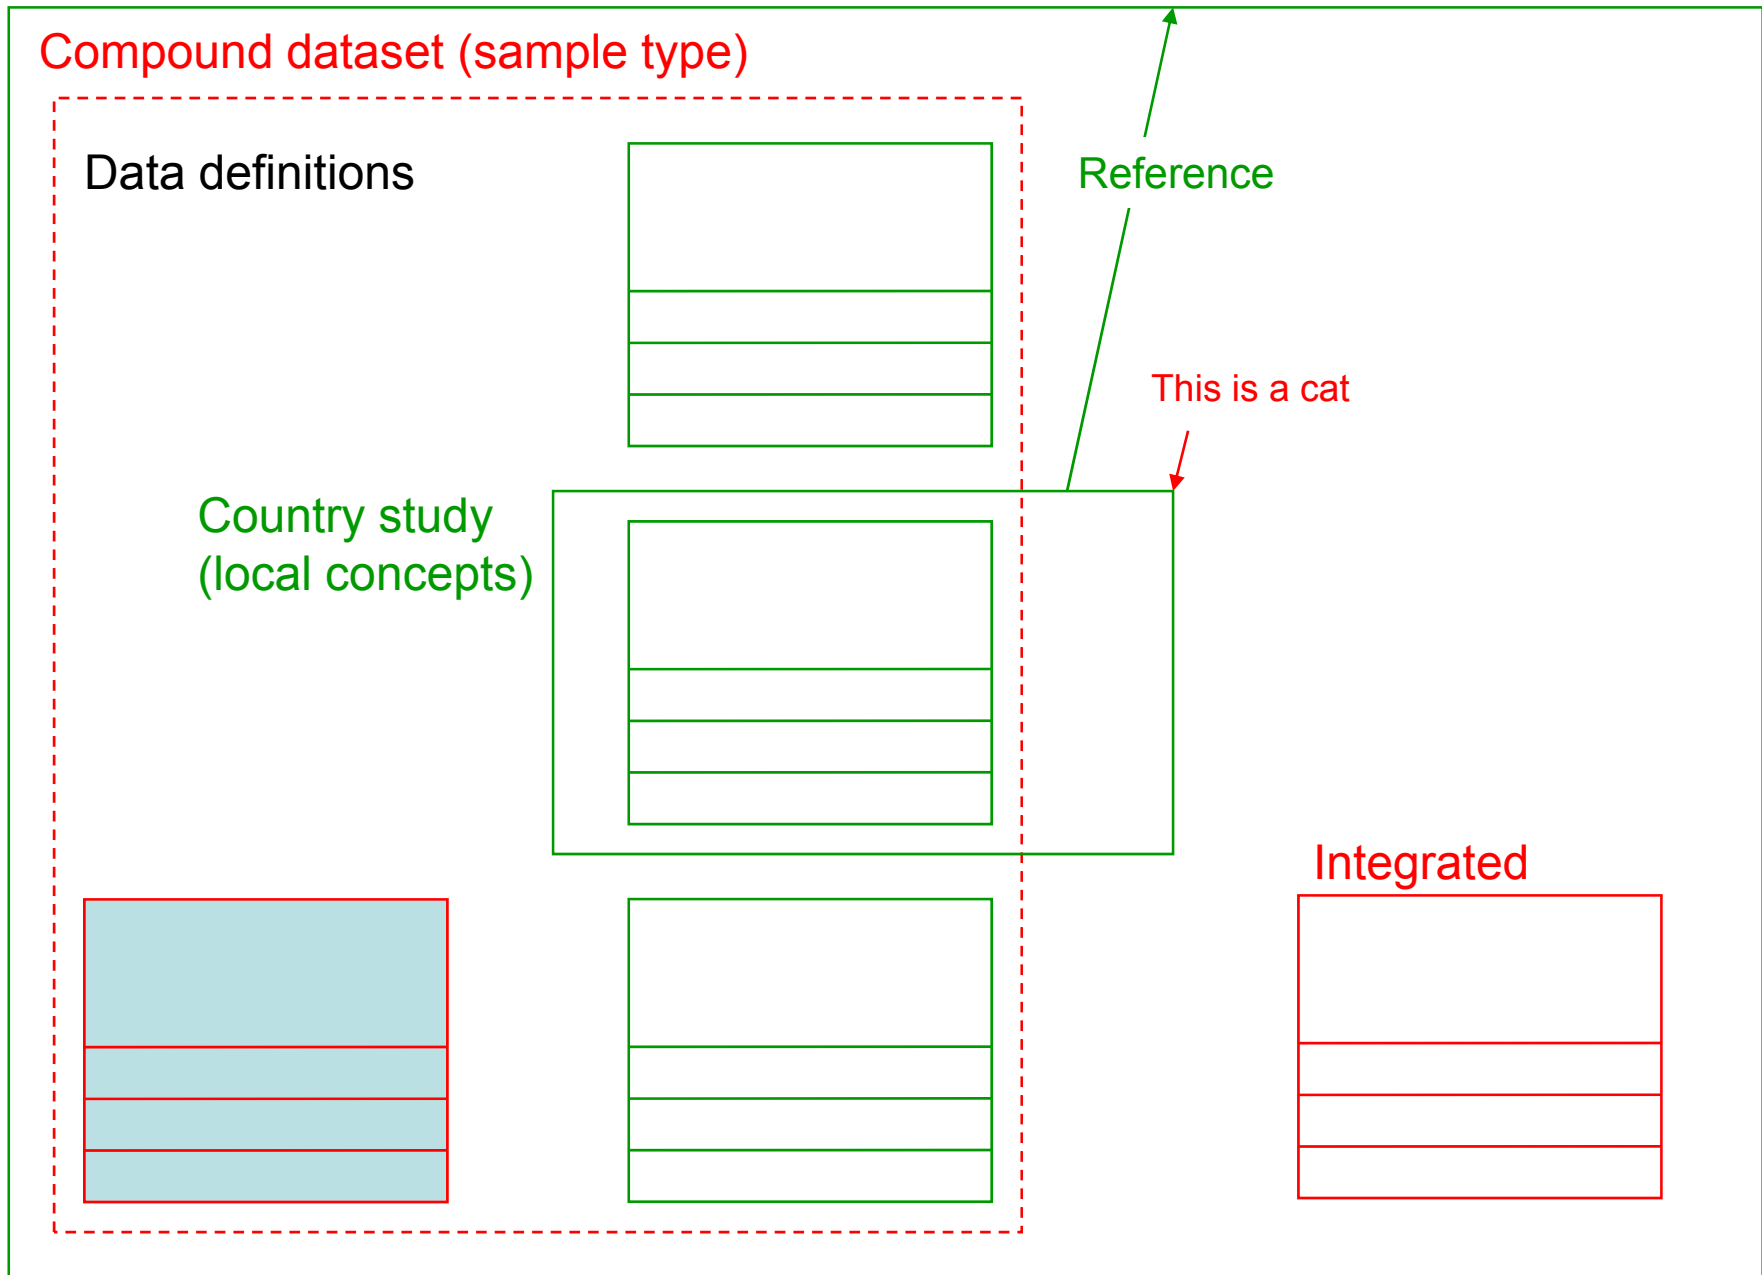 Compound dataset (sample type)
Data definitions
Reference
This is a cat
Country study
(local concepts)
Integrated